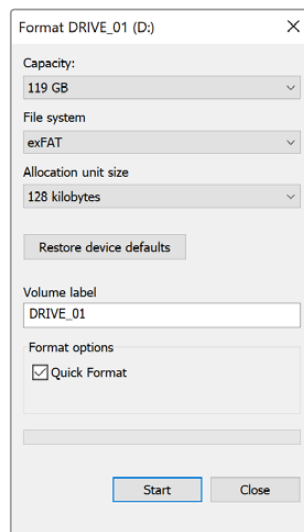 Format DRIVE_01 (D:)
Capacity:
119 GB
File system
exFAT
Allocation unit size
128 kilobytes
Restore device defaults
Volume label
DRIVE_01
Format options
Quick Format
Start Close